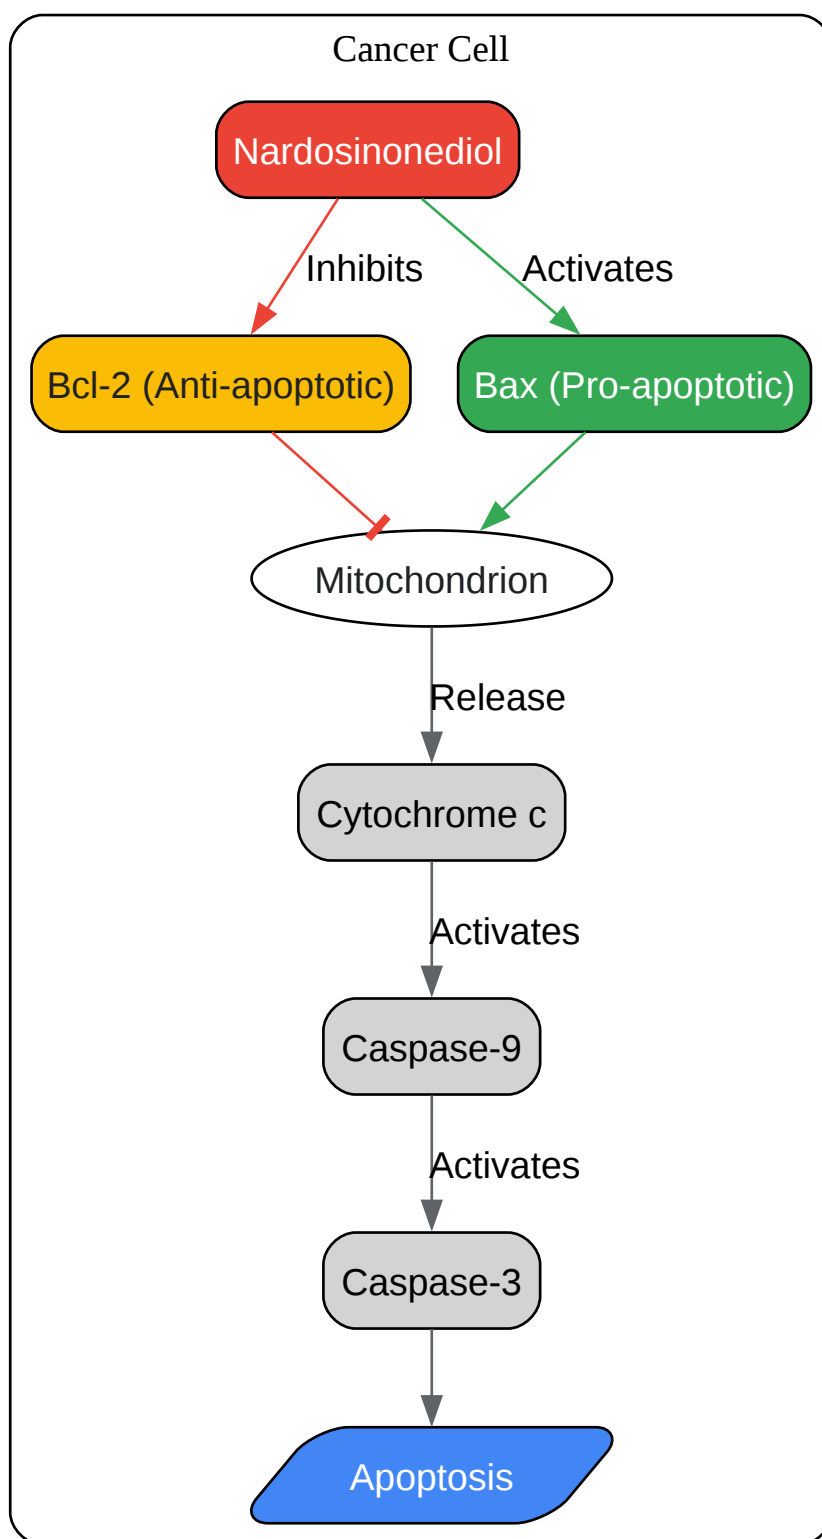 Cancer Cell
Nardosinonediol
Inhibits
Activates
Bcl-2 (Anti-apoptotic)
Bax (Pro-apoptotic)
Mitochondrion
Release
Cytochrome c
Activates
Caspase-9
Activates
Caspase-3
Apoptosis